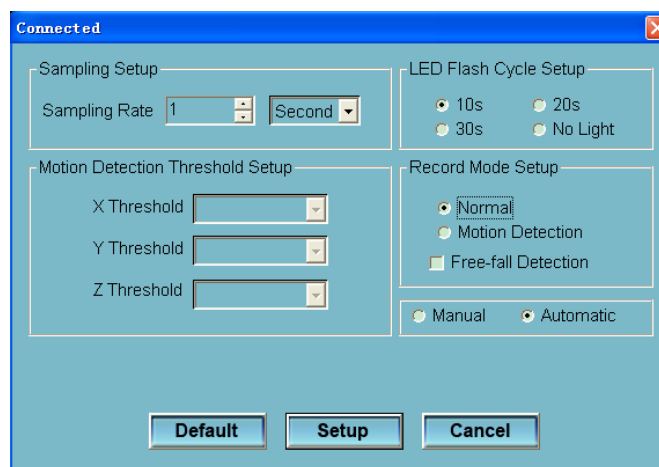 Connected
Sampling Setup
Sampling Rate 1 Second
LED Flash Cycle Setup
10s 20s
30s No Light
Motion Detection Threshold Setup
X Threshold
Y Threshold
Z Threshold
Record Mode Setup
Normal
Motion Detection
Free-fall Detection
Manual Automatic
Default Setup Cancel